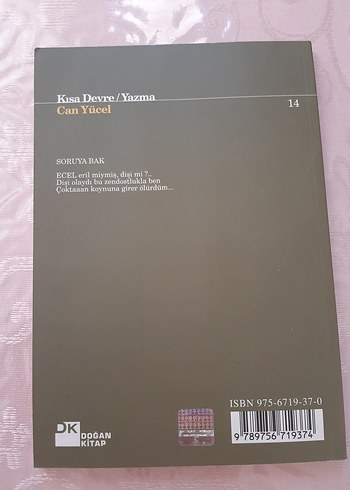 Kısa Devre / Yazma
Can Yücel
14
SORUYA BAK
ECEL eril miymiş, dişi mi ?..
Dişi olaydı bu zendostlukla ben
Çoktaaan koynuna girer ölürdüm...
ISBN 975-6719-37-0
9 789756 719374
DK
DOĞAN
KİTAP